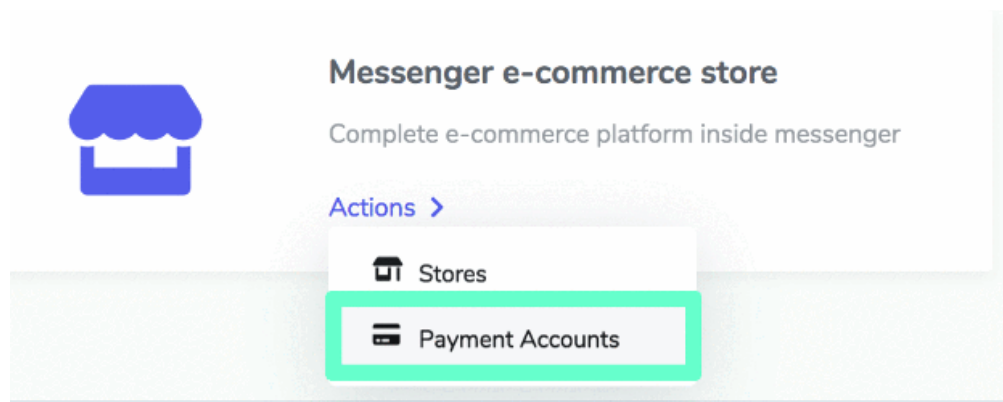 Messenger e-commerce store
Complete e-commerce platform inside messenger
Actions
Stores
Payment Accounts